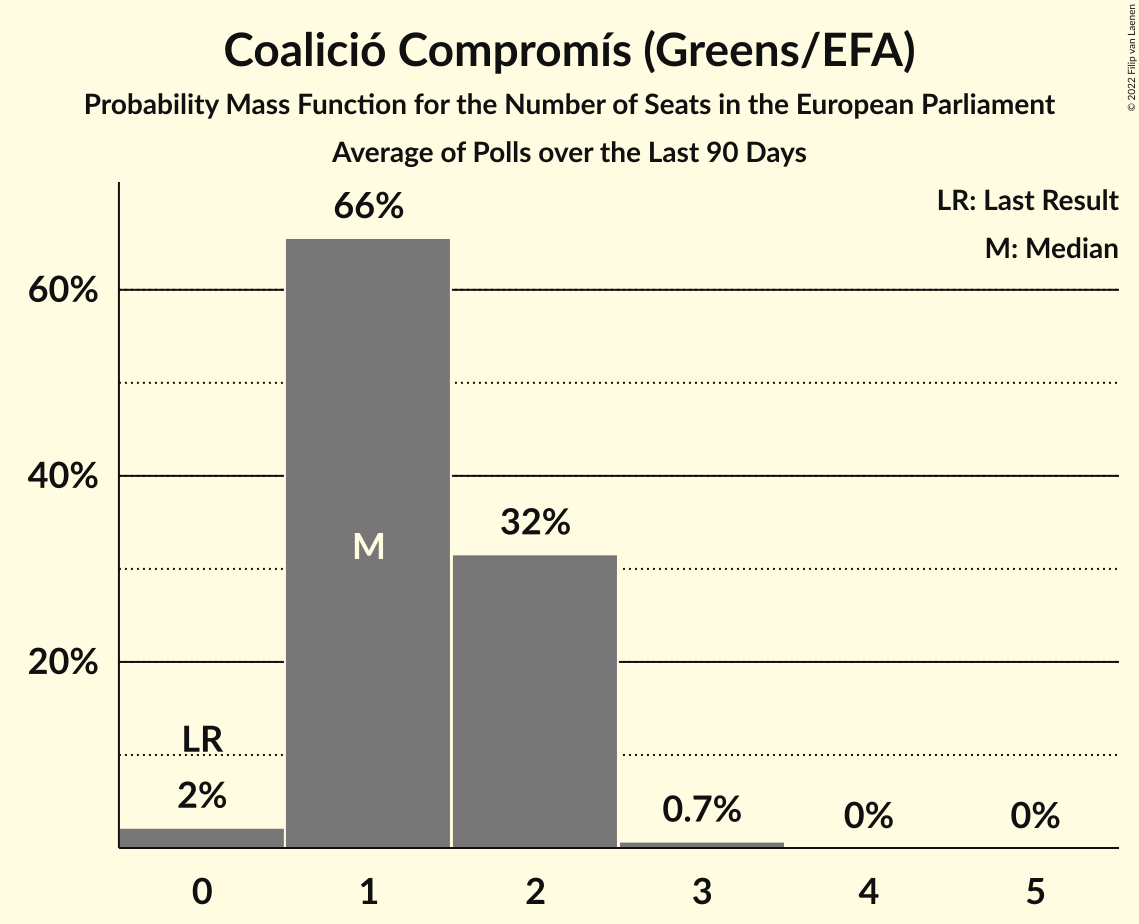 Coalició Compromís (Greens/EFA)
Probability Mass Function for the Number of Seats in the European Parliament
Average of Polls over the Last 90 Days
© 2022 Filip van Laenen
LR: Last Result
M: Median
66%
60%
40%
32%
M
20%
LR
2%
0.7%
0%
0%
0
1
2
3
4
5